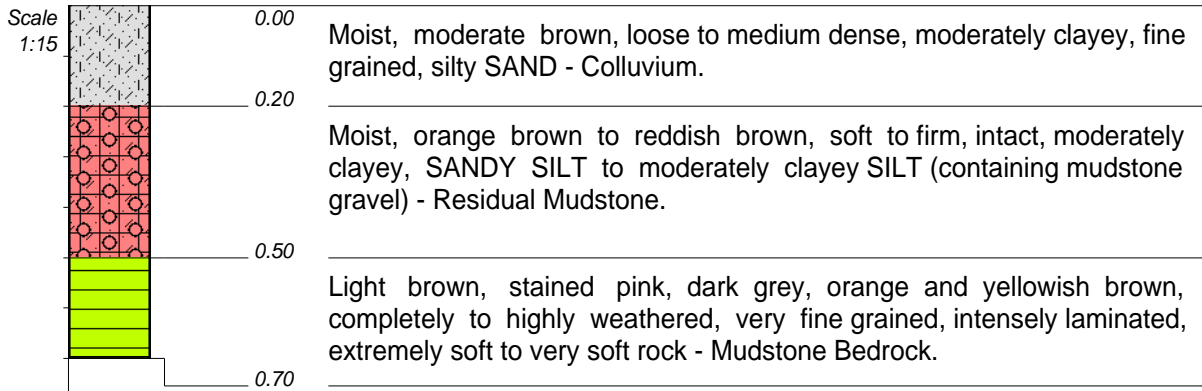 Scale
1:15
0.00
Moist, moderate brown, loose to medium dense, moderately clayey, fine
grained, silty SAND - Colluvium.
0.20
Moist, orange brown to reddish brown, soft to firm, intact, moderately
clayey, SANDY SILT to moderately clayey SILT (containing mudstone
gravel) - Residual Mudstone.
0.50
Light brown, stained pink, dark grey, orange and yellowish brown,
completely to highly weathered, very fine grained, intensely laminated,
extremely soft to very soft rock - Mudstone Bedrock.
0.70